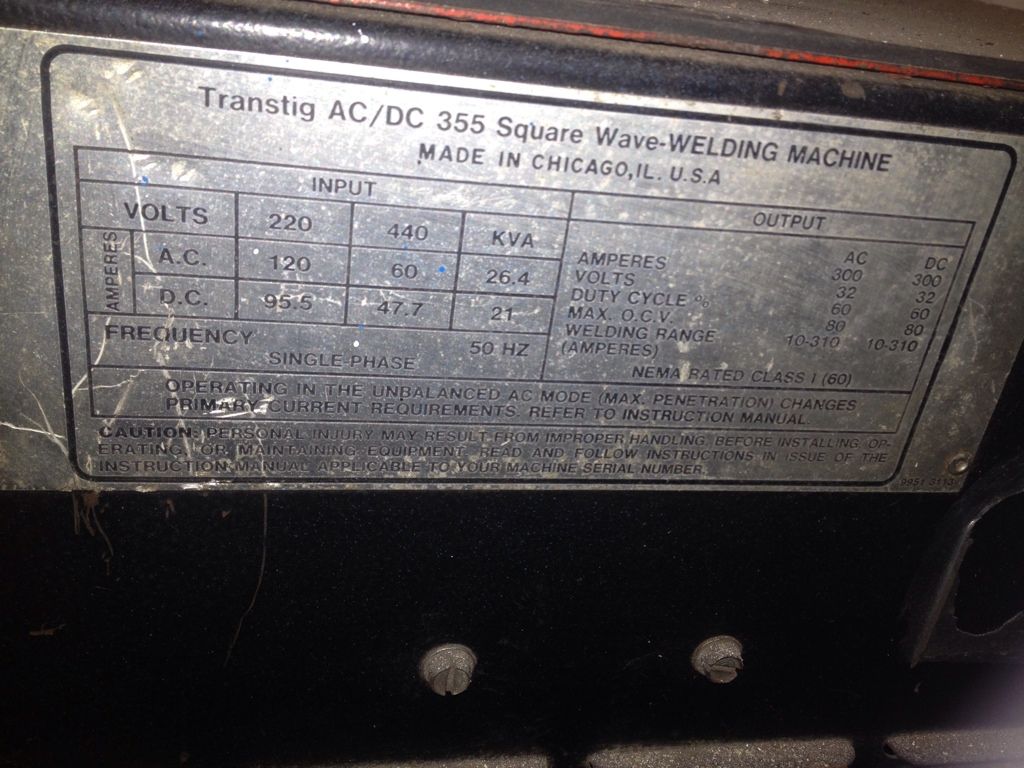 Transtig AC/DC 355 Square Wave-WELDING MACHINE
MADE IN CHICAGO, IL. U.S.A
INPUT
VOLTS 220 440 KVA
AMPERES
A.C. 120 60 26.4
D.C. 95.5 47.7 21
FREQUENCY 50 HZ
SINGLE PHASE
OUTPUT
AC DC
AMPERES 300 300
VOLTS 32 32
DUTY CYCLE % 60 60
MAX. O.C.V. 80 80
WELDING RANGE 10-310 10-310
(AMPERES)
NEMA RATED CLASS I (60)
OPERATING IN THE UNBALANCED AC MODE (MAX. PENETRATION) CHANGES
PRIMARY CURRENT REQUIREMENTS. REFER TO INSTRUCTION MANUAL.
CAUTION: PERSONAL INJURY MAY RESULT FROM IMPROPER HANDLING. BEFORE INSTALLING, OP-
ERATING, OR MAINTAINING EQUIPMENT, READ AND FOLLOW INSTRUCTIONS IN ISSUE OF THE
INSTRUCTION MANUAL APPLICABLE TO YOUR MACHINE SERIAL NUMBER.
9951 3113